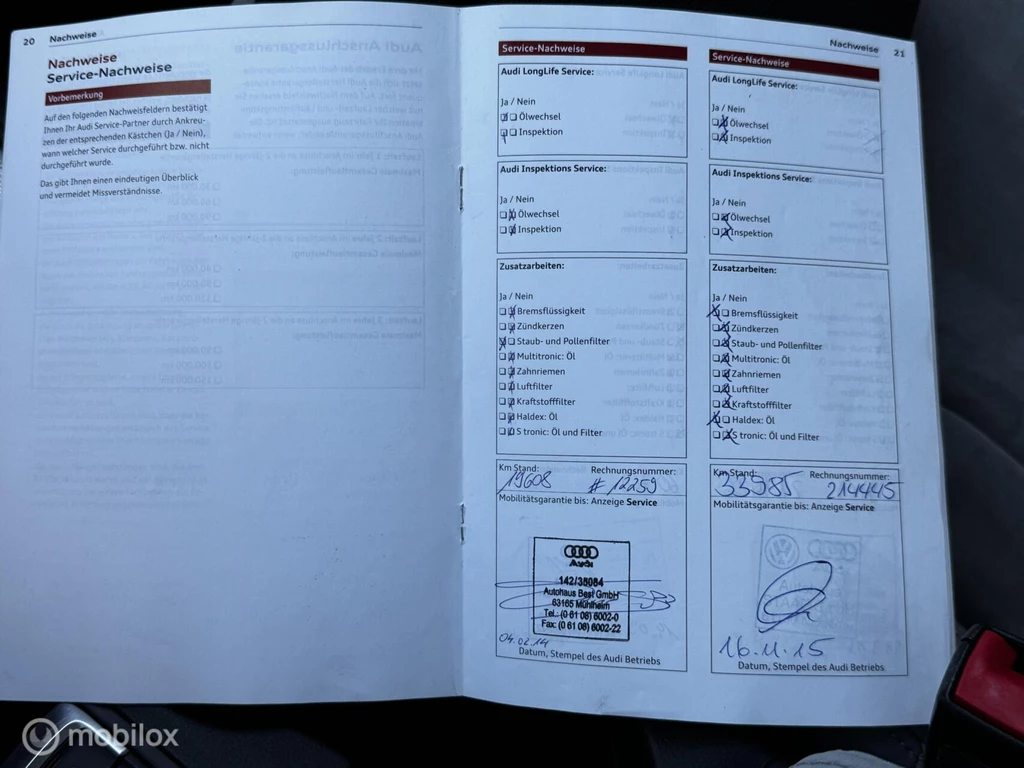 20 Nachweise
Nachweise
Service-Nachweise
Vorbemerkung
Auf den folgenden Nachweisfeldern bestätigt
Ihnen Ihr Audi Service-Partner durch Ankreu-
zen der entsprechenden Kästchen (Ja / Nein),
wann welcher Service durchgeführt bzw. nicht
durchgeführt wurde.
Das gibt Ihnen einen eindeutigen Überblick
und vermeidet Missverständnisse.
Service-Nachweise
Audi LongLife Service:
Ja / Nein
Ölwechsel
Inspektion
Audi Inspektions Service:
Ja / Nein
Ölwechsel
Inspektion
Zusatzarbeiten:
Ja / Nein
Bremsflüssigkeit
Zündkerzen
Staub- und Pollenfilter
Multitronic: Öl
Zahnriemen
Luftfilter
Kraftstofffilter
Haldex: Öl
S tronic: Öl und Filter
Km Stand: Rechnungsnummer:
19608 # 12259
Mobilitätsgarantie bis: Anzeige Service
Audi
142/35084
Autohaus Best GmbH
63165 Mühlheim
Tel.: (0 61 08) 6002-0
Fax: (0 61 08) 6002-22
04.02.14
Datum, Stempel des Audi Betriebs
Nachweise 21
Service-Nachweise
Audi LongLife Service:
Ja / Nein
Ölwechsel
Inspektion
Audi Inspektions Service:
Ja / Nein
Ölwechsel
Inspektion
Zusatzarbeiten:
Ja / Nein
Bremsflüssigkeit
Zündkerzen
Staub- und Pollenfilter
Multitronic: Öl
Zahnriemen
Luftfilter
Kraftstofffilter
Haldex: Öl
S tronic: Öl und Filter
Km Stand: Rechnungsnummer:
33985 214445
Mobilitätsgarantie bis: Anzeige Service
16.11.15
Datum, Stempel des Audi Betriebs
mobilox